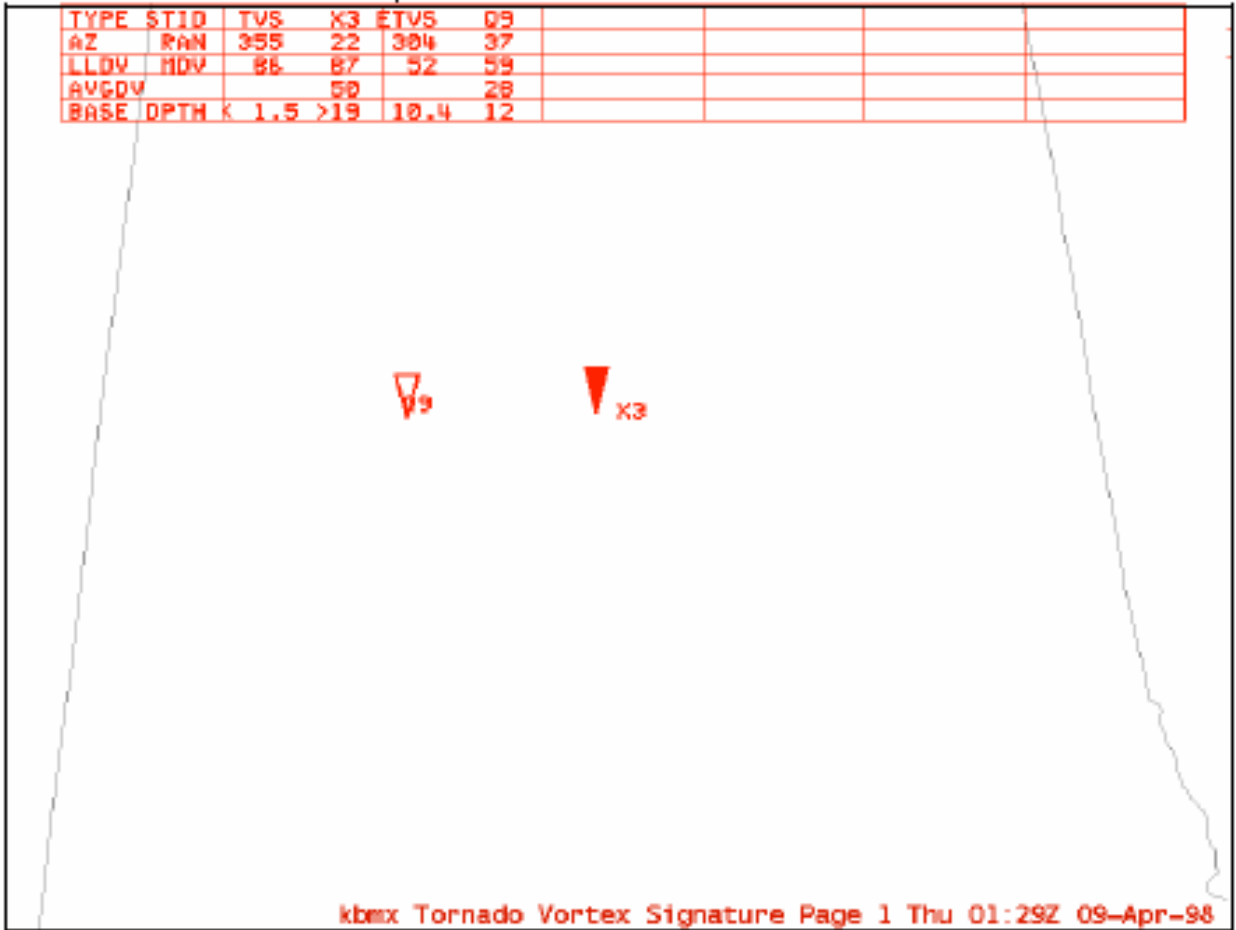 TYPE STID TVS X3 ETVS Q9
AZ RAN 355 22 304 37
LLDV MDV 86 87 52 59
AVGDV 50 28
BASE DPTH < 1.5 >19 10.4 12
Q9
X3
kbmx Tornado Vortex Signature Page 1 Thu 01:29Z 09-Apr-98